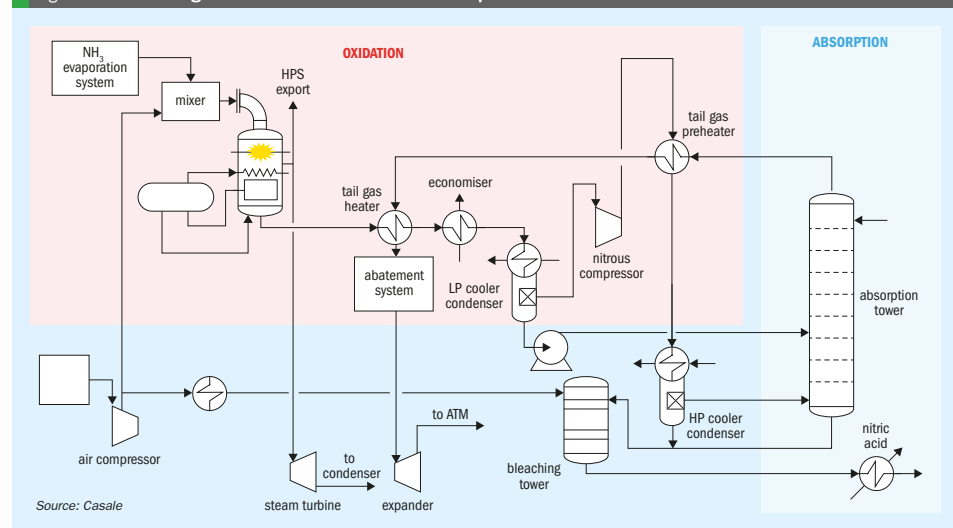 OXIDATION
ABSORPTION
NH3
evaporation
system
mixer
HPS
export
tail gas
preheater
tail gas
heater
economiser
nitrous
compressor
abatement
system
LP cooler
condenser
absorption
tower
air compressor
to ATM
HP cooler
condenser
nitric
acid
to
condenser
bleaching
tower
steam turbine
expander
Source: Casale